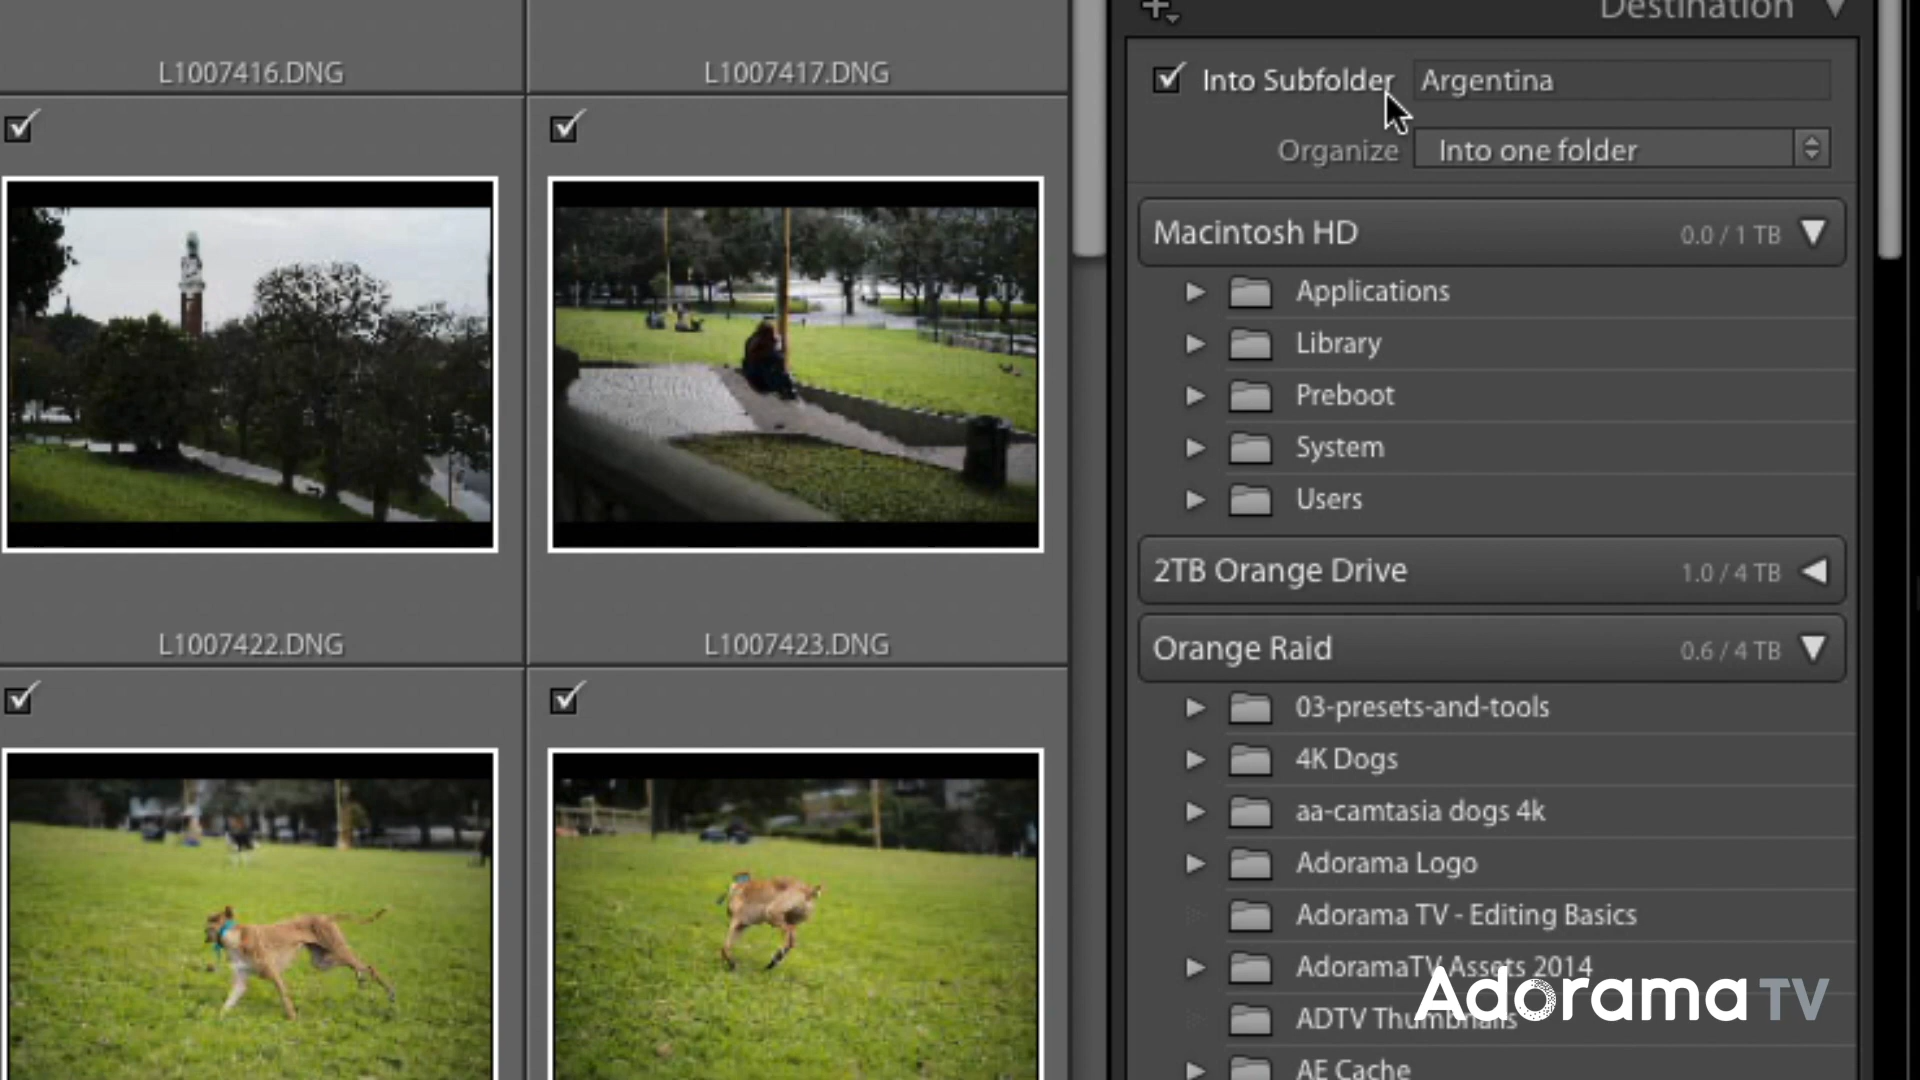 L1007416.DNG
L1007417.DNG
L1007422.DNG
L1007423.DNG
Destination
Into Subfolder Argentina
Organize Into one folder
Macintosh HD 0.0 / 1 TB
Applications
Library
Preboot
System
Users
2TB Orange Drive 1.0 / 4 TB
Orange Raid 0.6 / 4 TB
03-presets-and-tools
4K Dogs
aa-camtasia dogs 4k
Adorama Logo
Adorama TV - Editing Basics
AdoramaTV Assets 2014
ADTV Thumbnails
AE Cache
Adorama TV